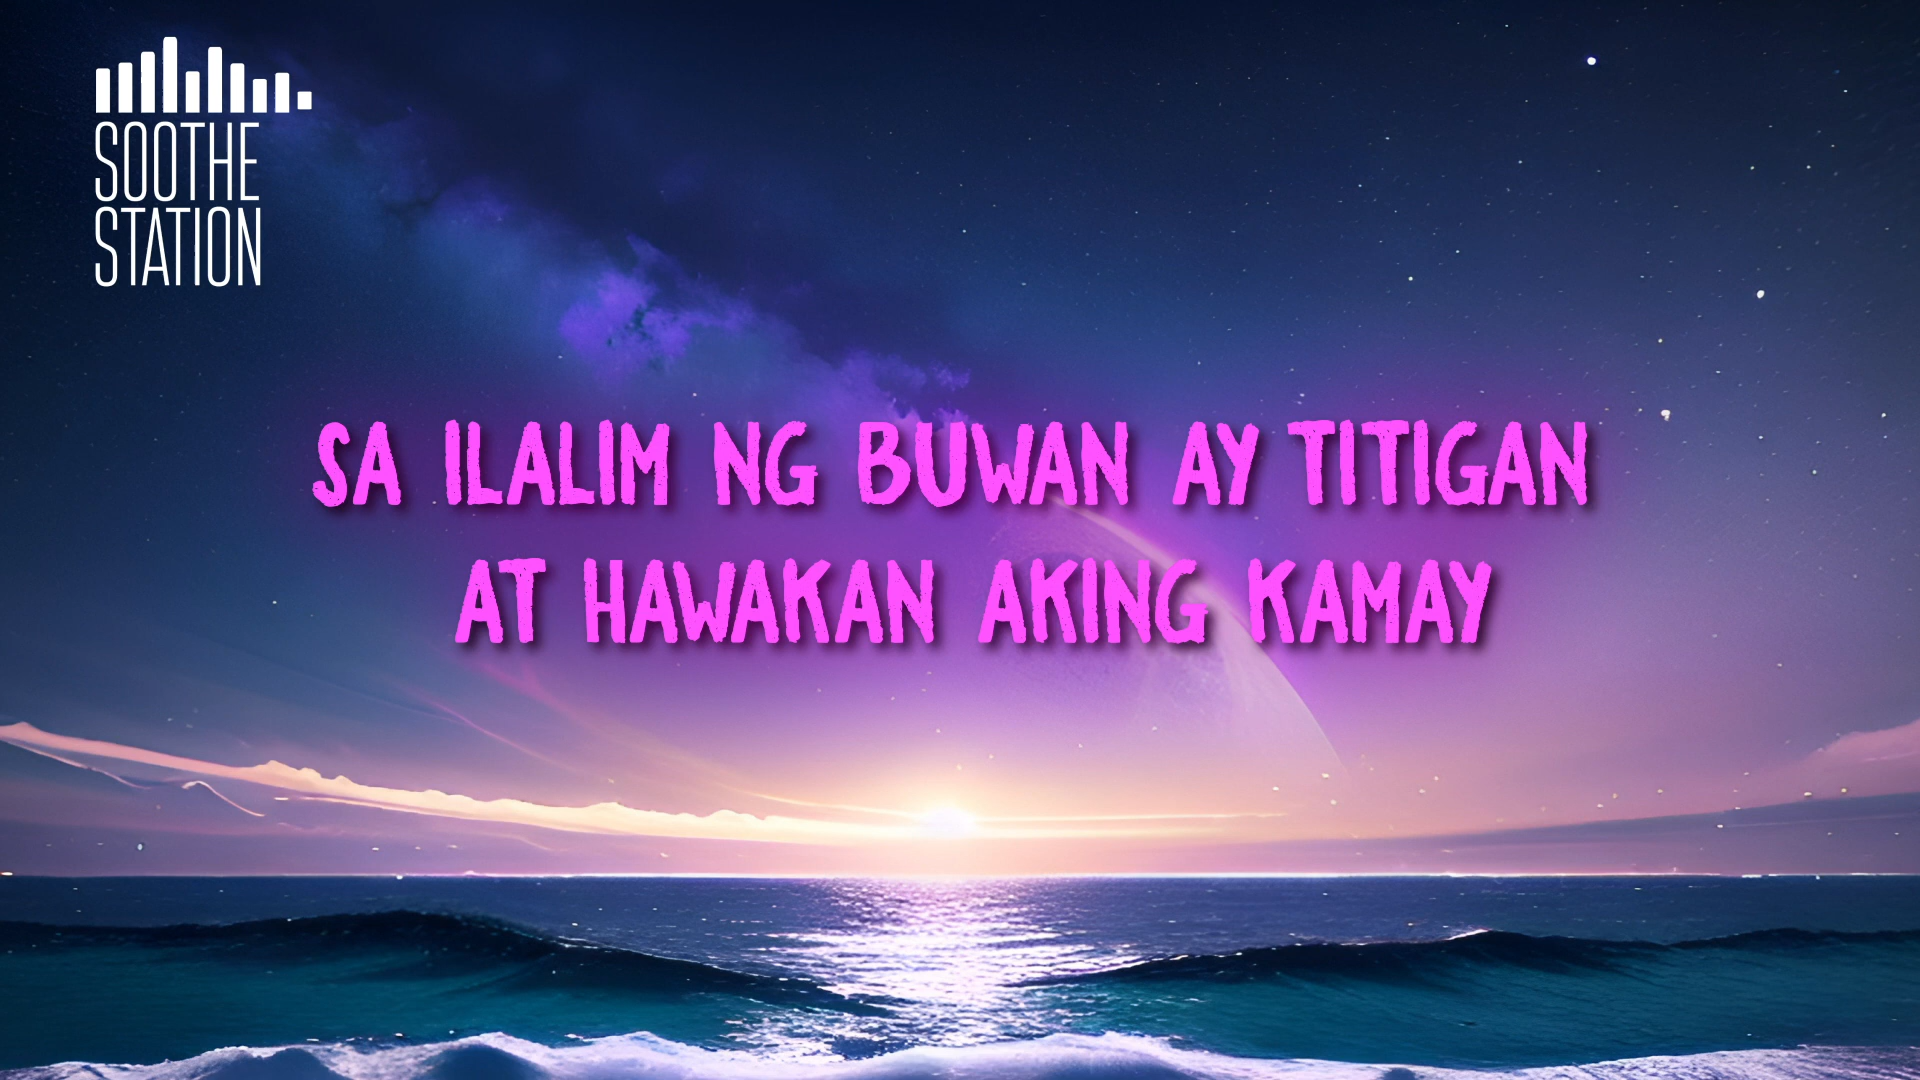 SOOTHE
STATION
SA ILALIM NG BUWAN AY TITIGAN
AT HAWAKAN AKING KAMAY